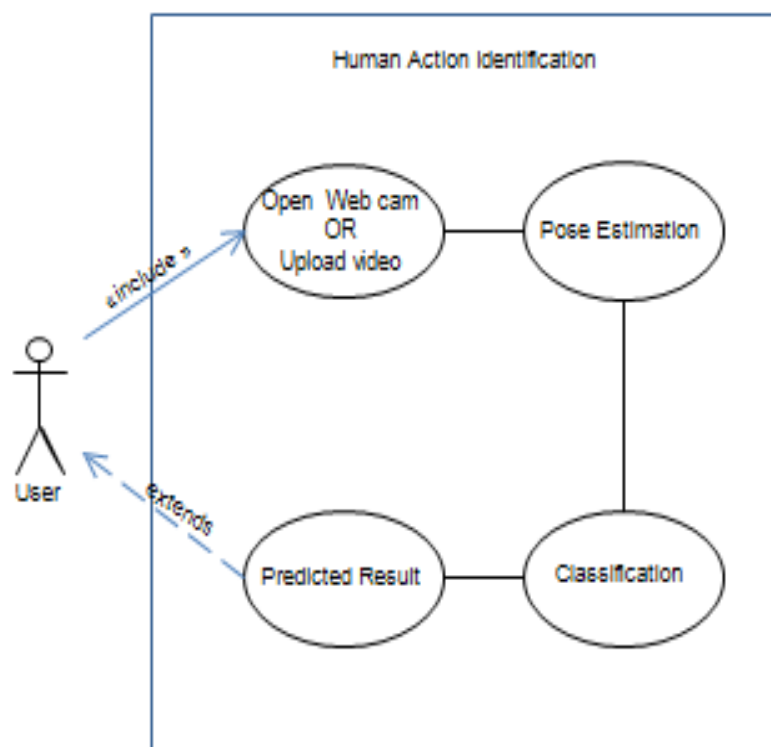 Human Action Identification
Open Web cam
OR
Upload video
Pose Estimation
«include »
User
extends
Predicted Result
Classification